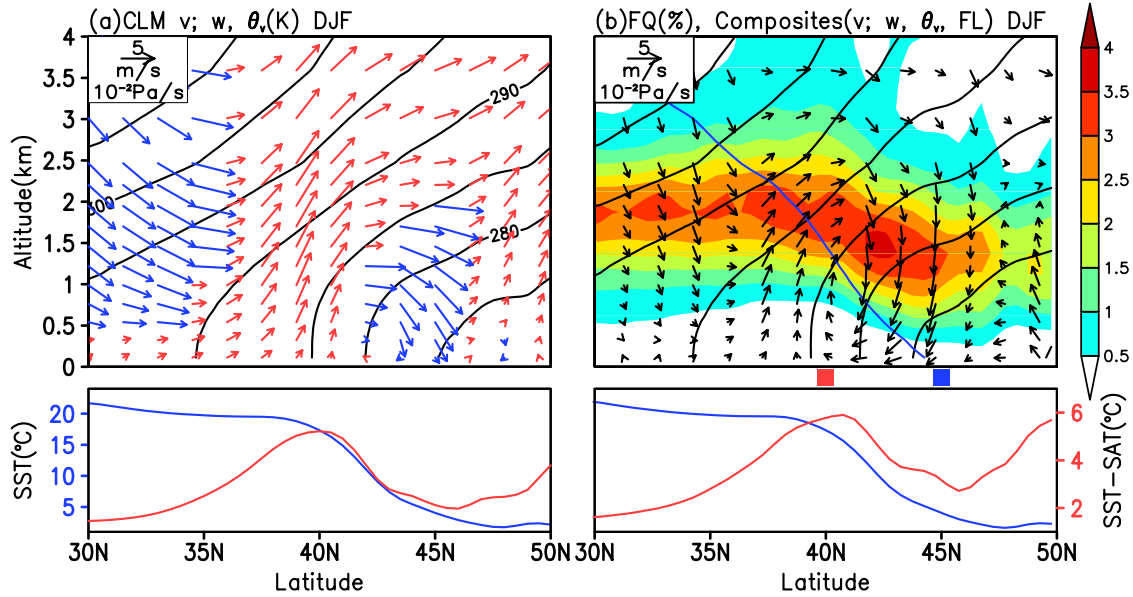 (a)CLM v; w, θᵥ(K) DJF
(b)FQ(%), Composites(v; w, θᵥ, FL) DJF
5
m/s
10⁻²Pa/s
5
m/s
10⁻²Pa/s
4
3.5
3
2.5
2
1.5
1
0.5
0
Altitude(km)
290
300
280
4
3.5
3
2.5
2
1.5
1
0.5
20
15
10
5
SST(°C)
6
4
2
SST−SAT(°C)
30N
35N
40N
45N
50N
30N
35N
40N
45N
50N
Latitude
Latitude